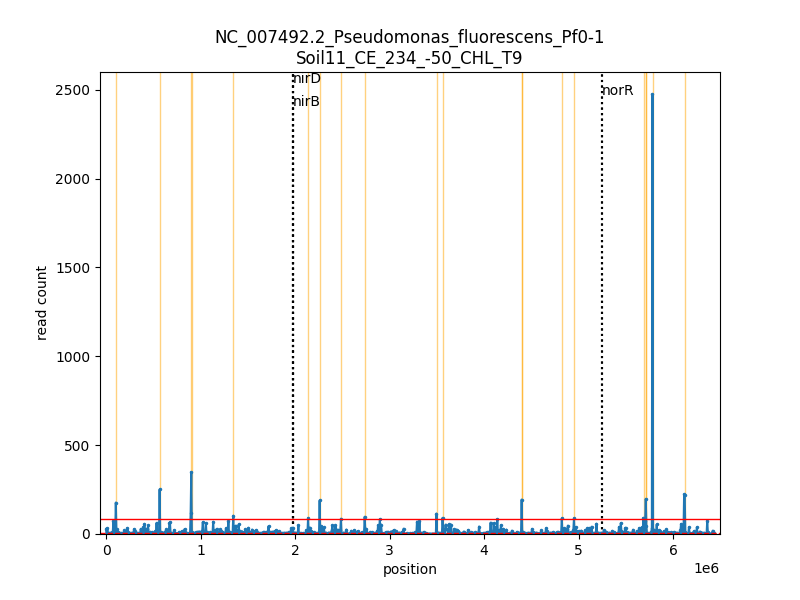 NC_007492.2_Pseudomonas_fluorescens_Pf0-1
Soil11_CE_234_-50_CHL_T9
nirD
nirB
norR
2500
2000
1500
1000
500
0
read count
0 1 2 3 4 5 6
1e6
position